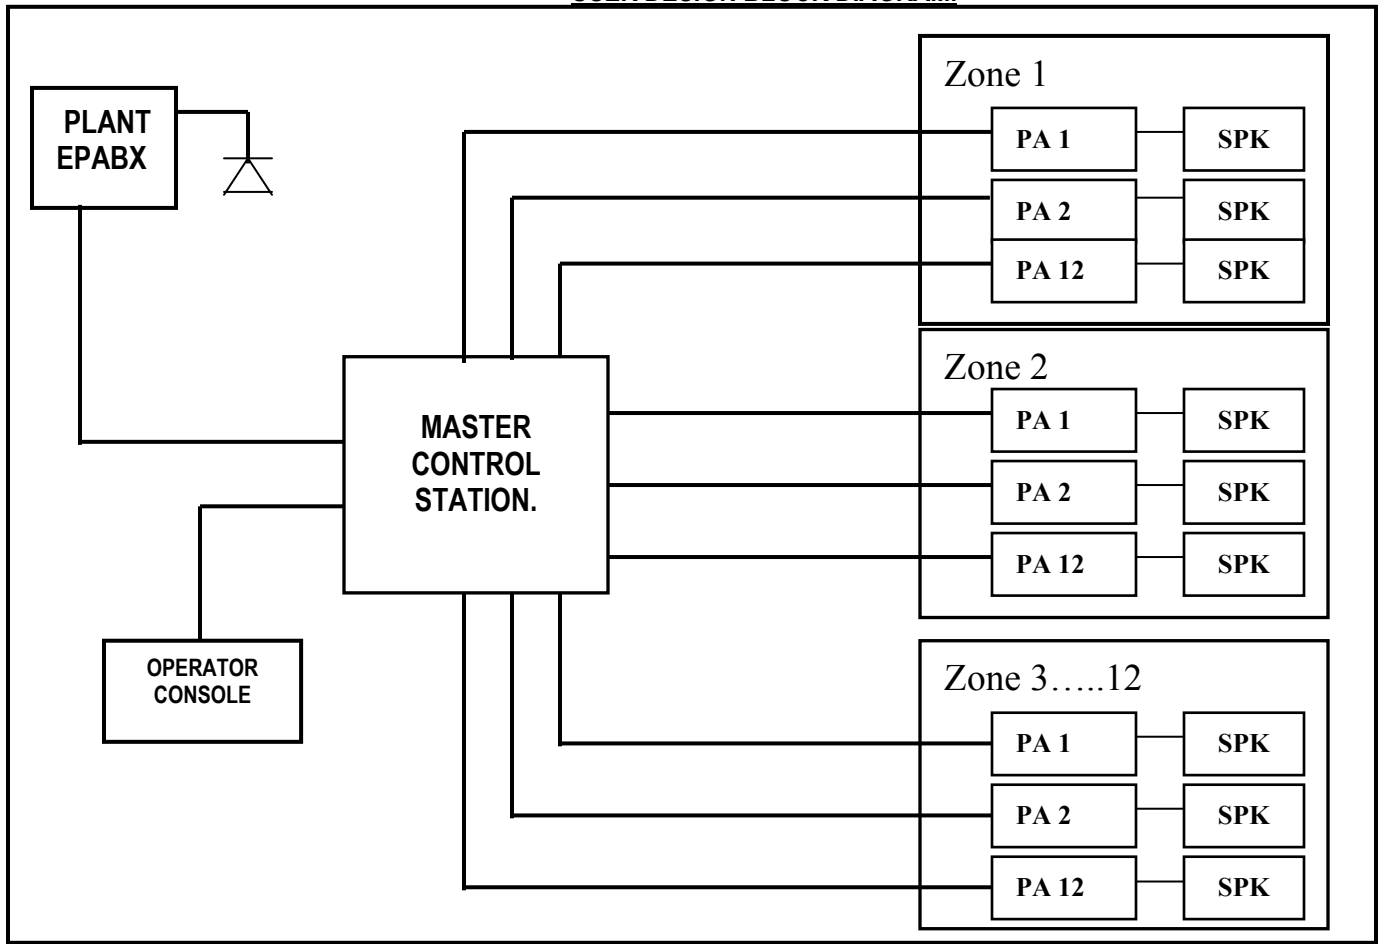 Zone 1
PLANT
EPABX
PA 1
SPK
PA 2
SPK
PA 12
SPK
Zone 2
MASTER
CONTROL
STATION.
PA 1
SPK
PA 2
SPK
PA 12
SPK
OPERATOR
CONSOLE
Zone 3.....12
PA 1
SPK
PA 2
SPK
PA 12
SPK